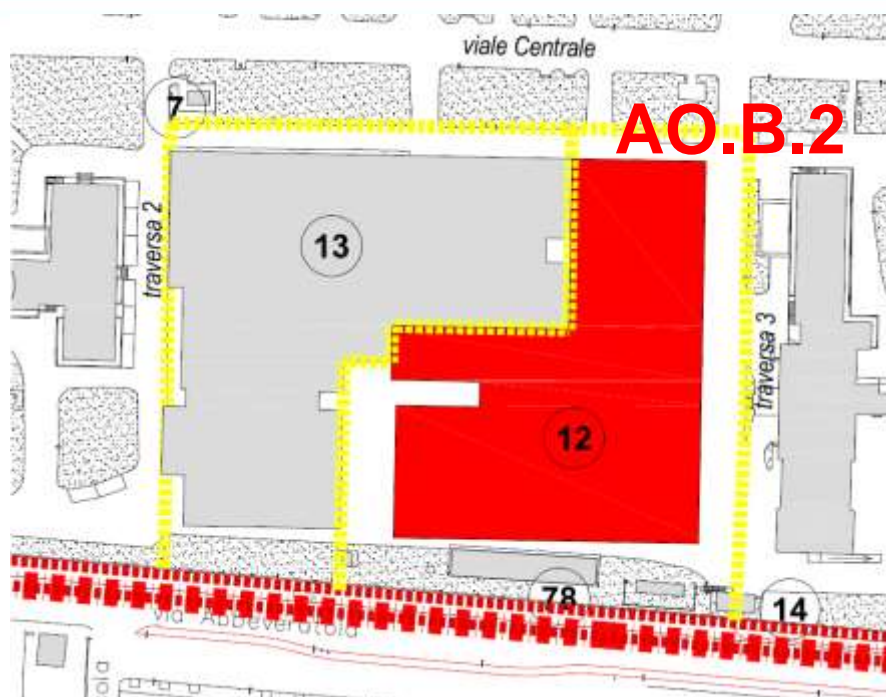 viale Centrale
7
AO.B.2
traversa 2
13
traversa 3
12
78
14
via Abbeveratoia